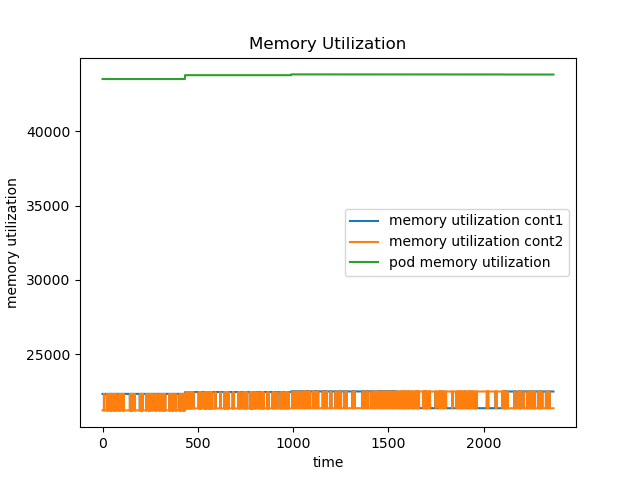 Memory Utilization
memory utilization
40000
35000
30000
25000
memory utilization cont1
memory utilization cont2
pod memory utilization
0
500
1000
1500
2000
time